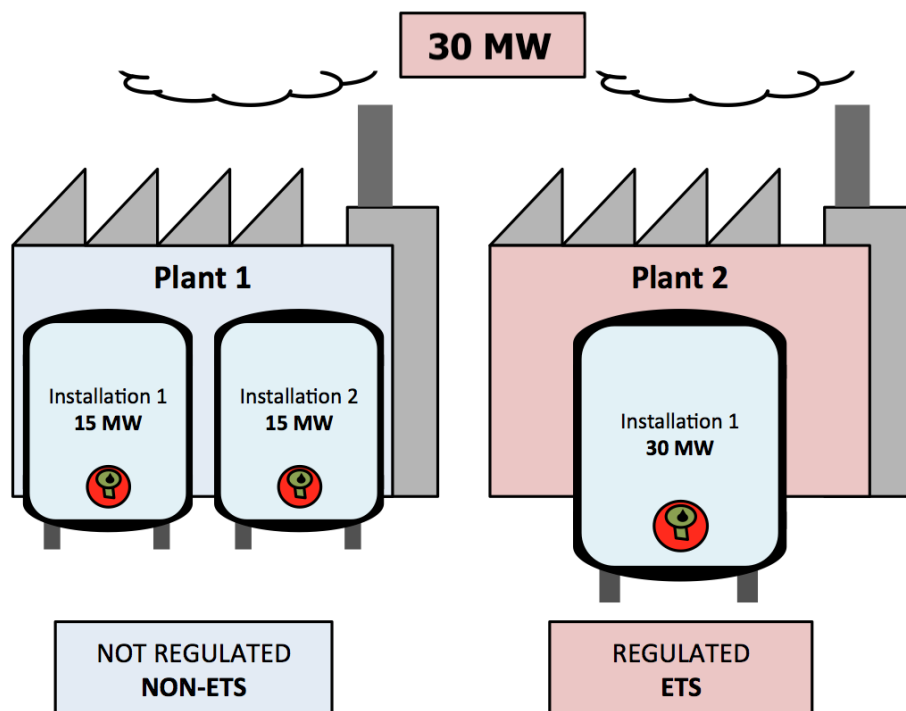 30 MW
Plant 1
Installation 1
15 MW
Installation 2
15 MW
NOT REGULATED
NON-ETS
Plant 2
Installation 1
30 MW
REGULATED
ETS